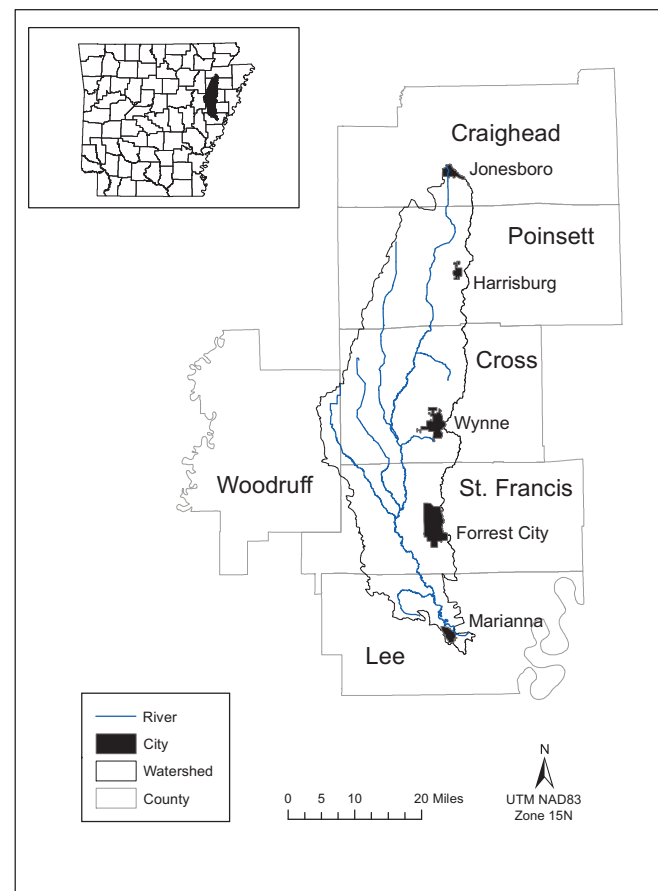 Craighead
Jonesboro
Poinsett
Harrisburg
Cross
Wynne
Woodruff
St. Francis
Forrest City
Marianna
Lee
River
City
Watershed
County
0 5 10 20 Miles
N
UTM NAD83
Zone 15N